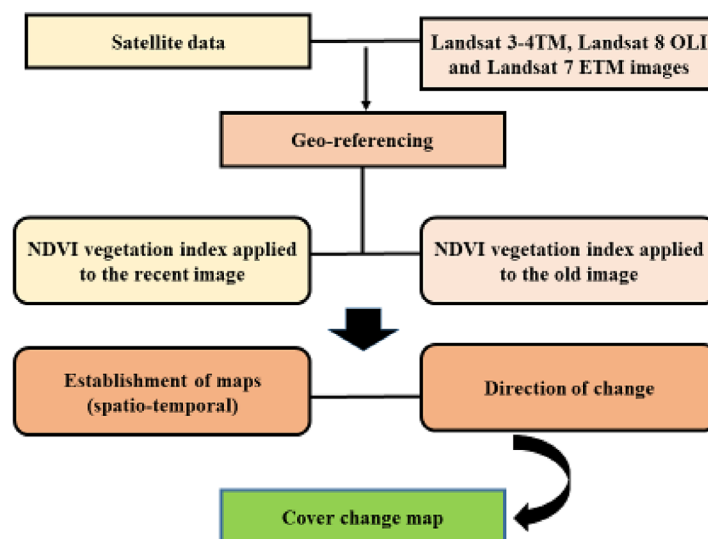 Satellite data
Landsat 3-4TM, Landsat 8 OLI
and Landsat 7 ETM images
Geo-referencing
NDVI vegetation index applied
to the recent image
NDVI vegetation index applied
to the old image
Establishment of maps
(spatio-temporal)
Direction of change
Cover change map